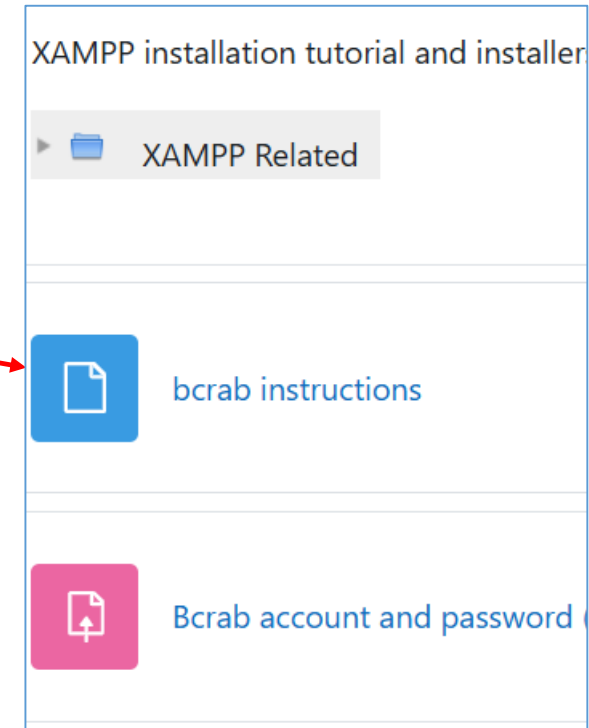 XAMPP installation tutorial and installer
XAMPP Related
bcrab instructions
Bcrab account and password (